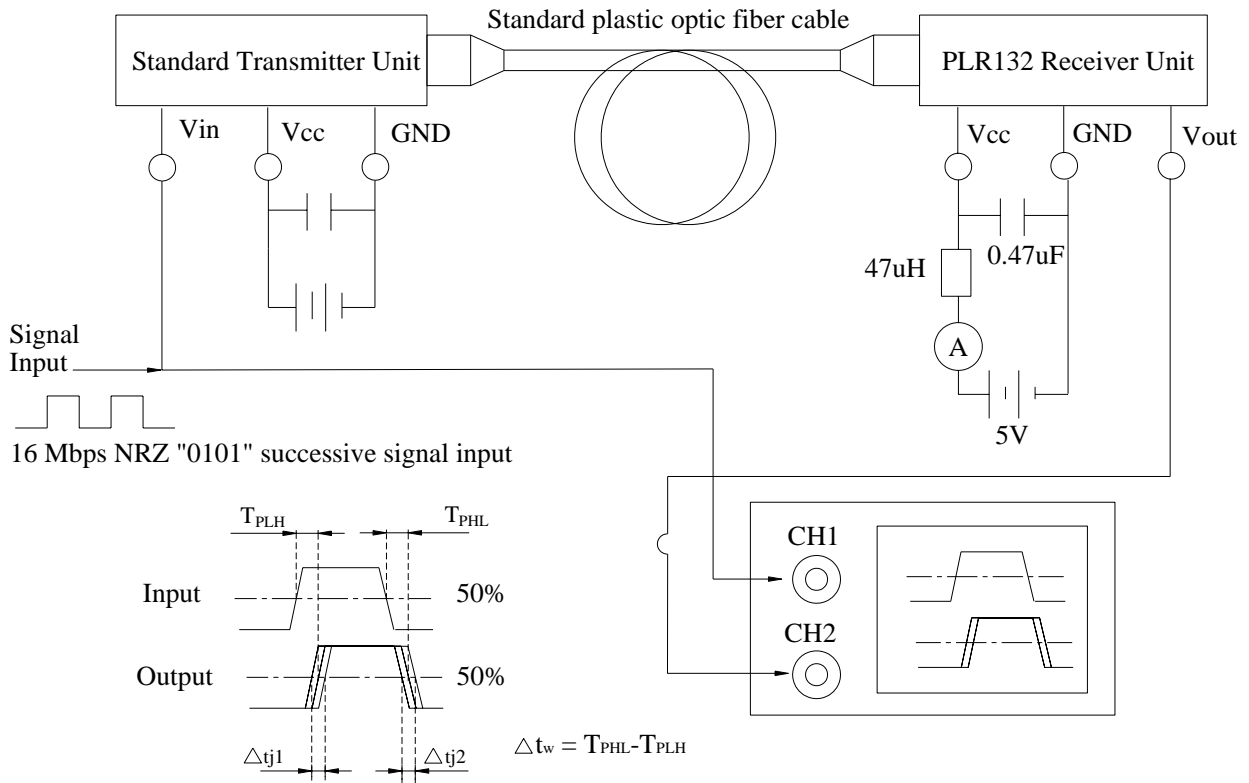 Standard plastic optic fiber cable
Standard Transmitter Unit
PLR132 Receiver Unit
Vin
Vcc
GND
Vcc
GND
Vout
47uH
0.47uF
A
5V
Signal
Input
16 Mbps NRZ "0101" successive signal input
TPLH
TPHL
Input
50%
Output
50%
△tj1
△tj2
△tw = TPHL-TPLH
CH1
CH2